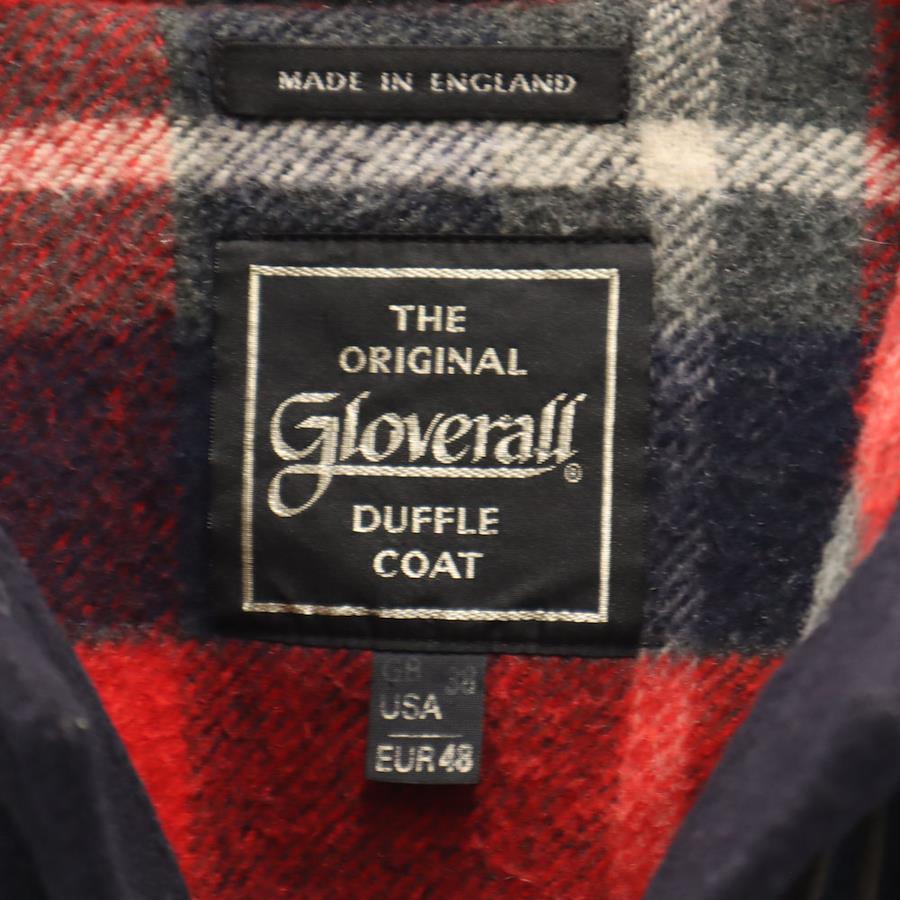 MADE IN ENGLAND
THE
ORIGINAL
Gloverall®
DUFFLE
COAT
GB 38
USA
EUR 48